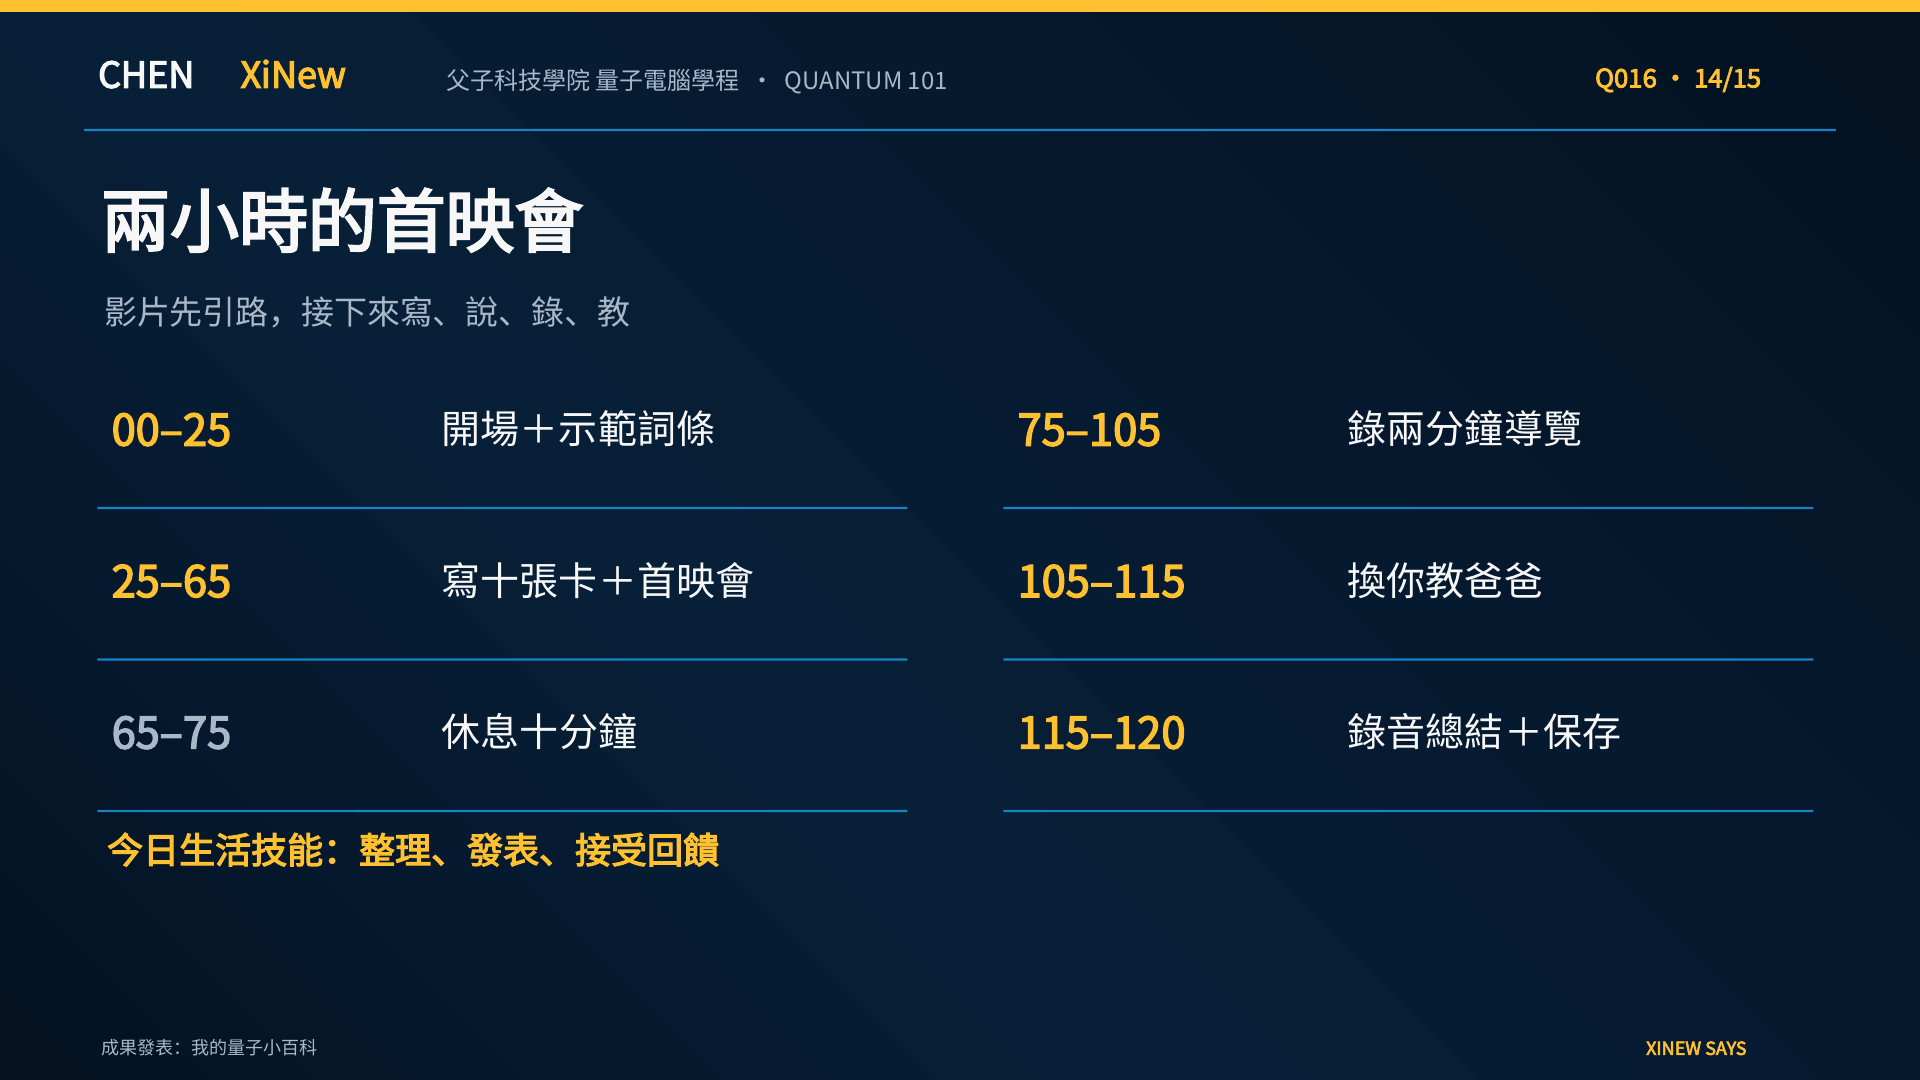 CHEN XiNew 父子科技學院 量子電腦學程 • QUANTUM 101 Q016 • 14/15
兩小時的首映會
影片先引路，接下來寫、說、錄、教
00–25 開場＋示範詞條
25–65 寫十張卡＋首映會
65–75 休息十分鐘
75–105 錄兩分鐘導覽
105–115 換你教爸爸
115–120 錄音總結＋保存
今日生活技能：整理、發表、接受回饋
成果發表：我的量子小百科 XINEW SAYS